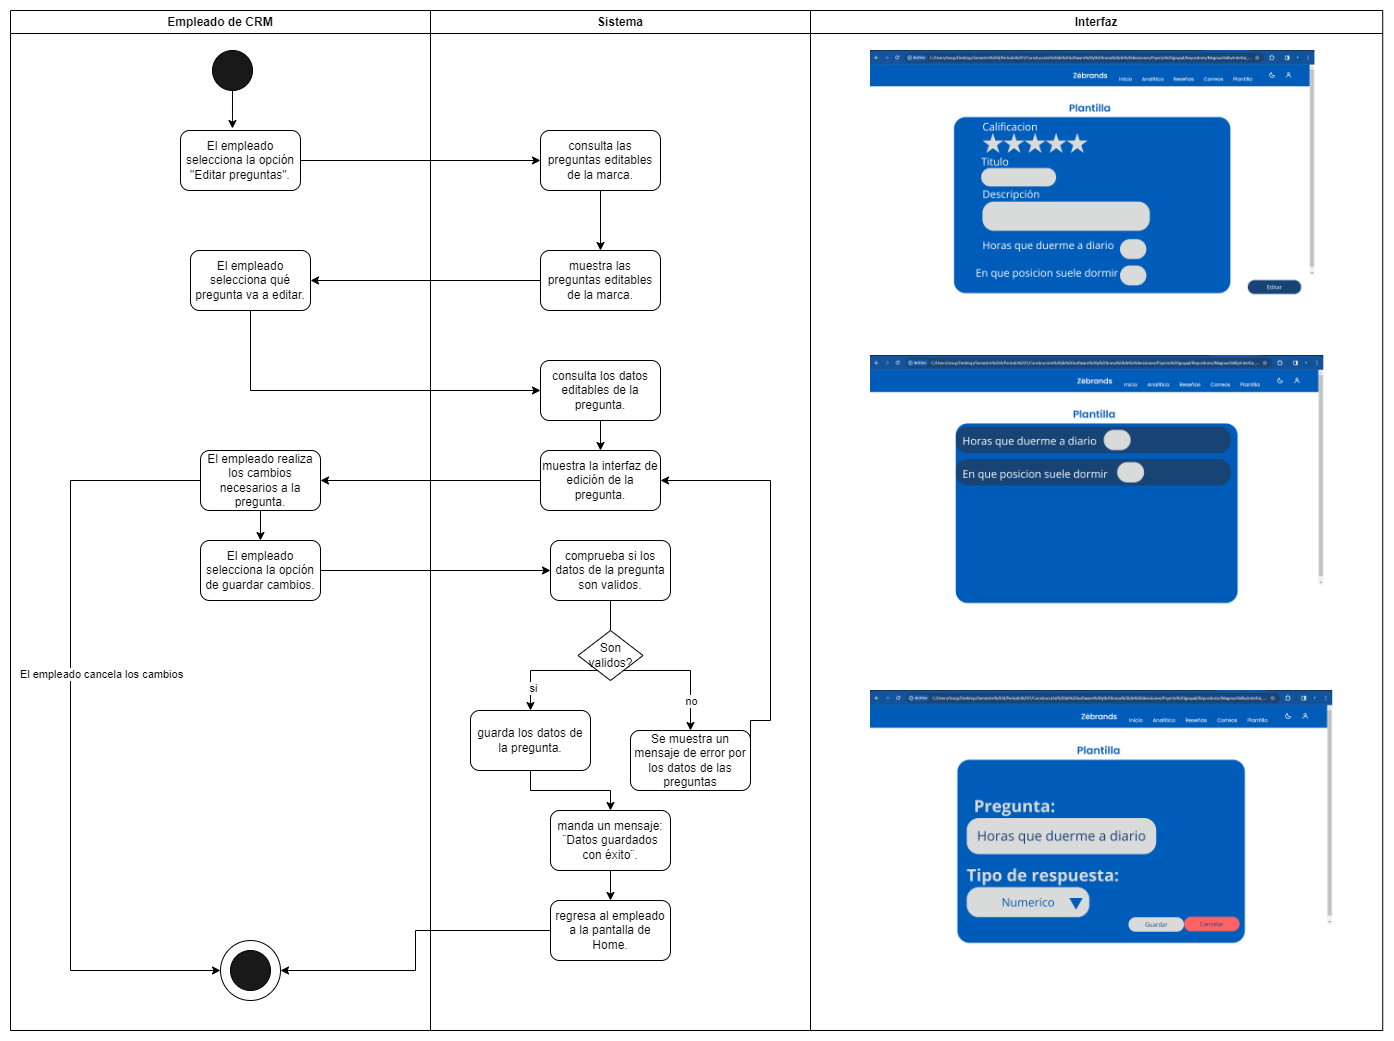 Empleado de CRM
Sistema
Interfaz
El empleado
selecciona la opción
"Editar preguntas".
consulta las
preguntas editables
de la marca.
El empleado
selecciona qué
pregunta va a editar.
muestra las
preguntas editables
de la marca.
consulta los datos
editables de la
pregunta.
El empleado realiza
los cambios
necesarios a la
pregunta.
muestra la interfaz de
edición de la
pregunta.
El empleado
selecciona la opción
de guardar cambios.
comprueba si los
datos de la pregunta
son validos.
Son
validos?
El empleado cancela los cambios
si
no
guarda los datos de
la pregunta.
Se muestra un
mensaje de error por
los datos de las
preguntas
manda un mensaje:
¨Datos guardados
con éxito¨.
regresa al empleado
a la pantalla de
Home.
Zebrands Inicio Analítica Reseñas Correos Plantilla
Plantilla
Calificacion
Titulo
Descripción
Horas que duerme a diario
En que posicion suele dormir
Editar
Zebrands Inicio Analítica Reseñas Correos Plantilla
Plantilla
Horas que duerme a diario
En que posicion suele dormir
Zebrands Inicio Analítica Reseñas Correos Plantilla
Plantilla
Pregunta:
Horas que duerme a diario
Tipo de respuesta:
Numerico
Guardar Cancelar